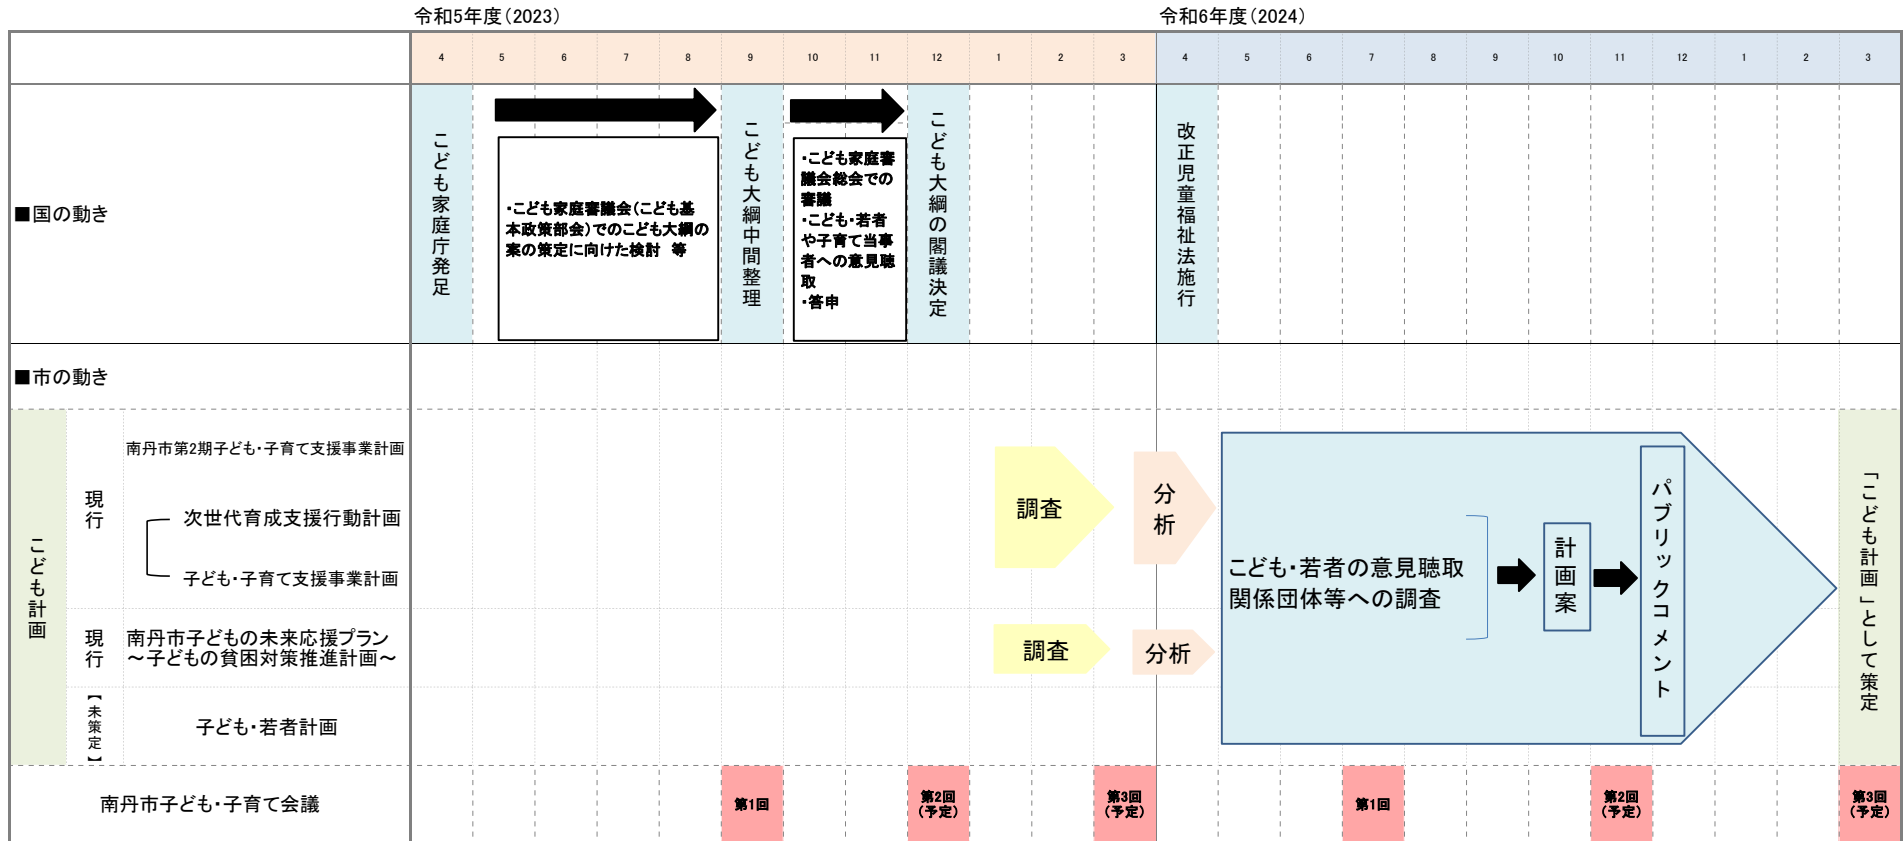 令和5年度(2023)
令和6年度(2024)
4 5 6 7 8 9 10 11 12 1 2 3 4 5 6 7 8 9 10 11 12 1 2 3
■国の動き
こども家庭庁発足
・こども家庭審議会(こども基
本政策部会)でのこども大綱の
案の策定に向けた検討 等
こども大綱中間整理
・こども家庭審
議会総会での
審議
・こども・若者
や子育て当事
者への意見聴
取
・答申
こども大綱の閣議決定
改正児童福祉法施行
■市の動き
こども計画
現行
南丹市第2期子ども・子育て支援事業計画
次世代育成支援行動計画
子ども・子育て支援事業計画
調査
分析
現行
南丹市子どもの未来応援プラン
～子どもの貧困対策推進計画～
調査
分析
【未策定】
子ども・若者計画
こども・若者の意見聴取
関係団体等への調査
計画案
パブリックコメント
「こども計画」として策定
南丹市子ども・子育て会議
第1回
第2回
(予定)
第3回
(予定)
第1回
第2回
(予定)
第3回
(予定)